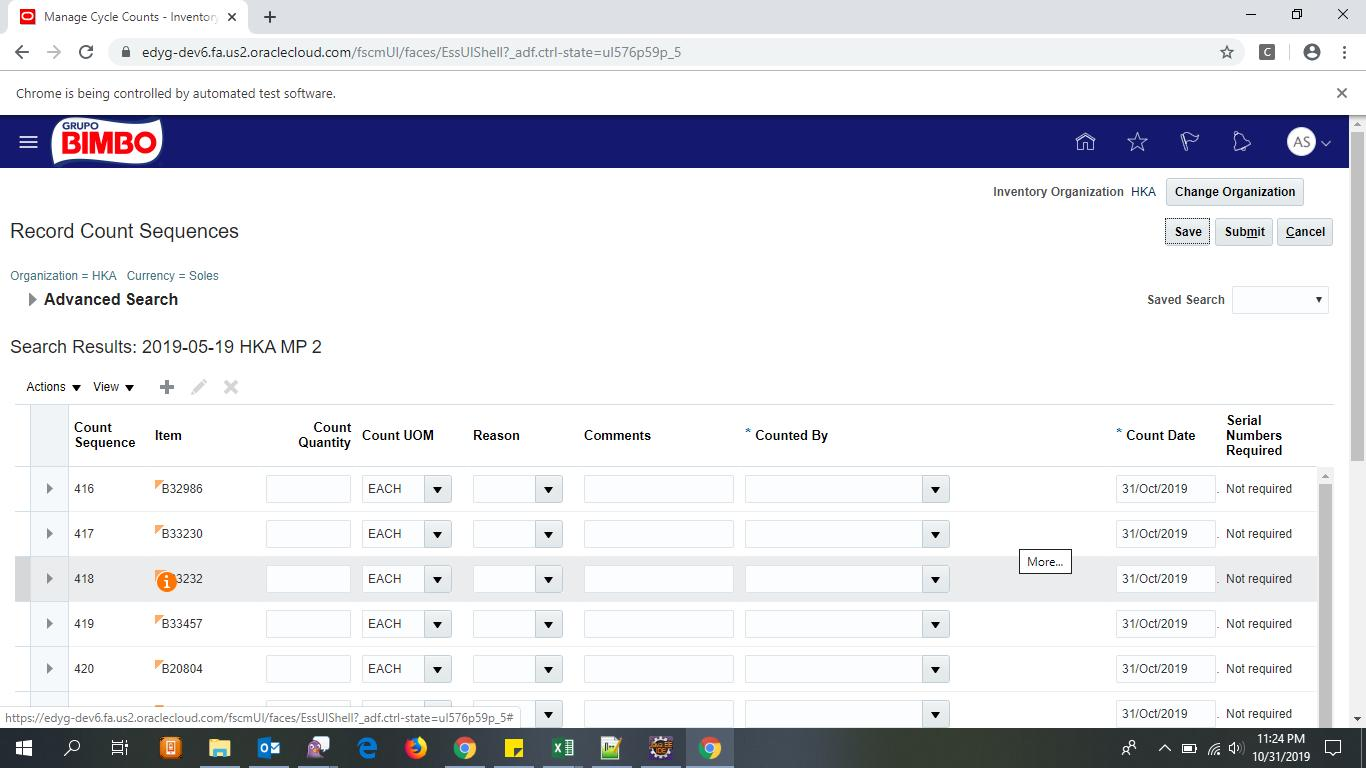 Manage Cycle Counts - Inventory
edyg-dev6.fa.us2.oraclecloud.com/fscmUI/faces/EssUIShell?_adf.ctrl-state=ul576p59p_5
C
Chrome is being controlled by automated test software.
GRUPO
BIMBO
AS
Inventory Organization HKA Change Organization
Record Count Sequences
Save Submit Cancel
Organization = HKA Currency = Soles
Advanced Search
Saved Search
Search Results: 2019-05-19 HKA MP 2
Actions View
Count Sequence Item Count Quantity Count UOM Reason Comments * Counted By * Count Date Serial Numbers Required
416 B32986 EACH 31/Oct/2019 Not required
417 B33230 EACH 31/Oct/2019 Not required
More...
418 3232 EACH 31/Oct/2019 Not required
419 B33457 EACH 31/Oct/2019 Not required
420 B20804 EACH 31/Oct/2019 Not required
31/Oct/2019 Not required
https://edyg-dev6.fa.us2.oraclecloud.com/fscmUI/faces/EssUIShell?_adf.ctrl-state=ul576p59p_5#
11:24 PM
10/31/2019